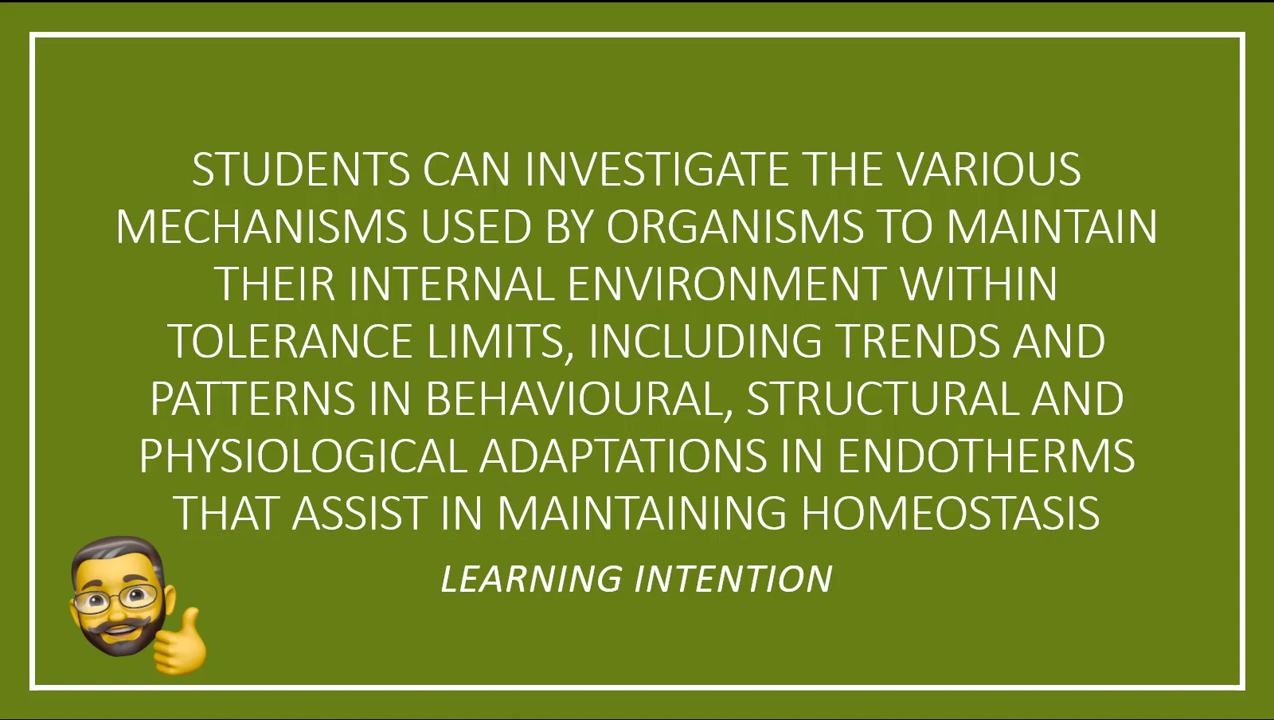 STUDENTS CAN INVESTIGATE THE VARIOUS
MECHANISMS USED BY ORGANISMS TO MAINTAIN
THEIR INTERNAL ENVIRONMENT WITHIN
TOLERANCE LIMITS, INCLUDING TRENDS AND
PATTERNS IN BEHAVIOURAL, STRUCTURAL AND
PHYSIOLOGICAL ADAPTATIONS IN ENDOTHERMS
THAT ASSIST IN MAINTAINING HOMEOSTASIS
LEARNING INTENTION